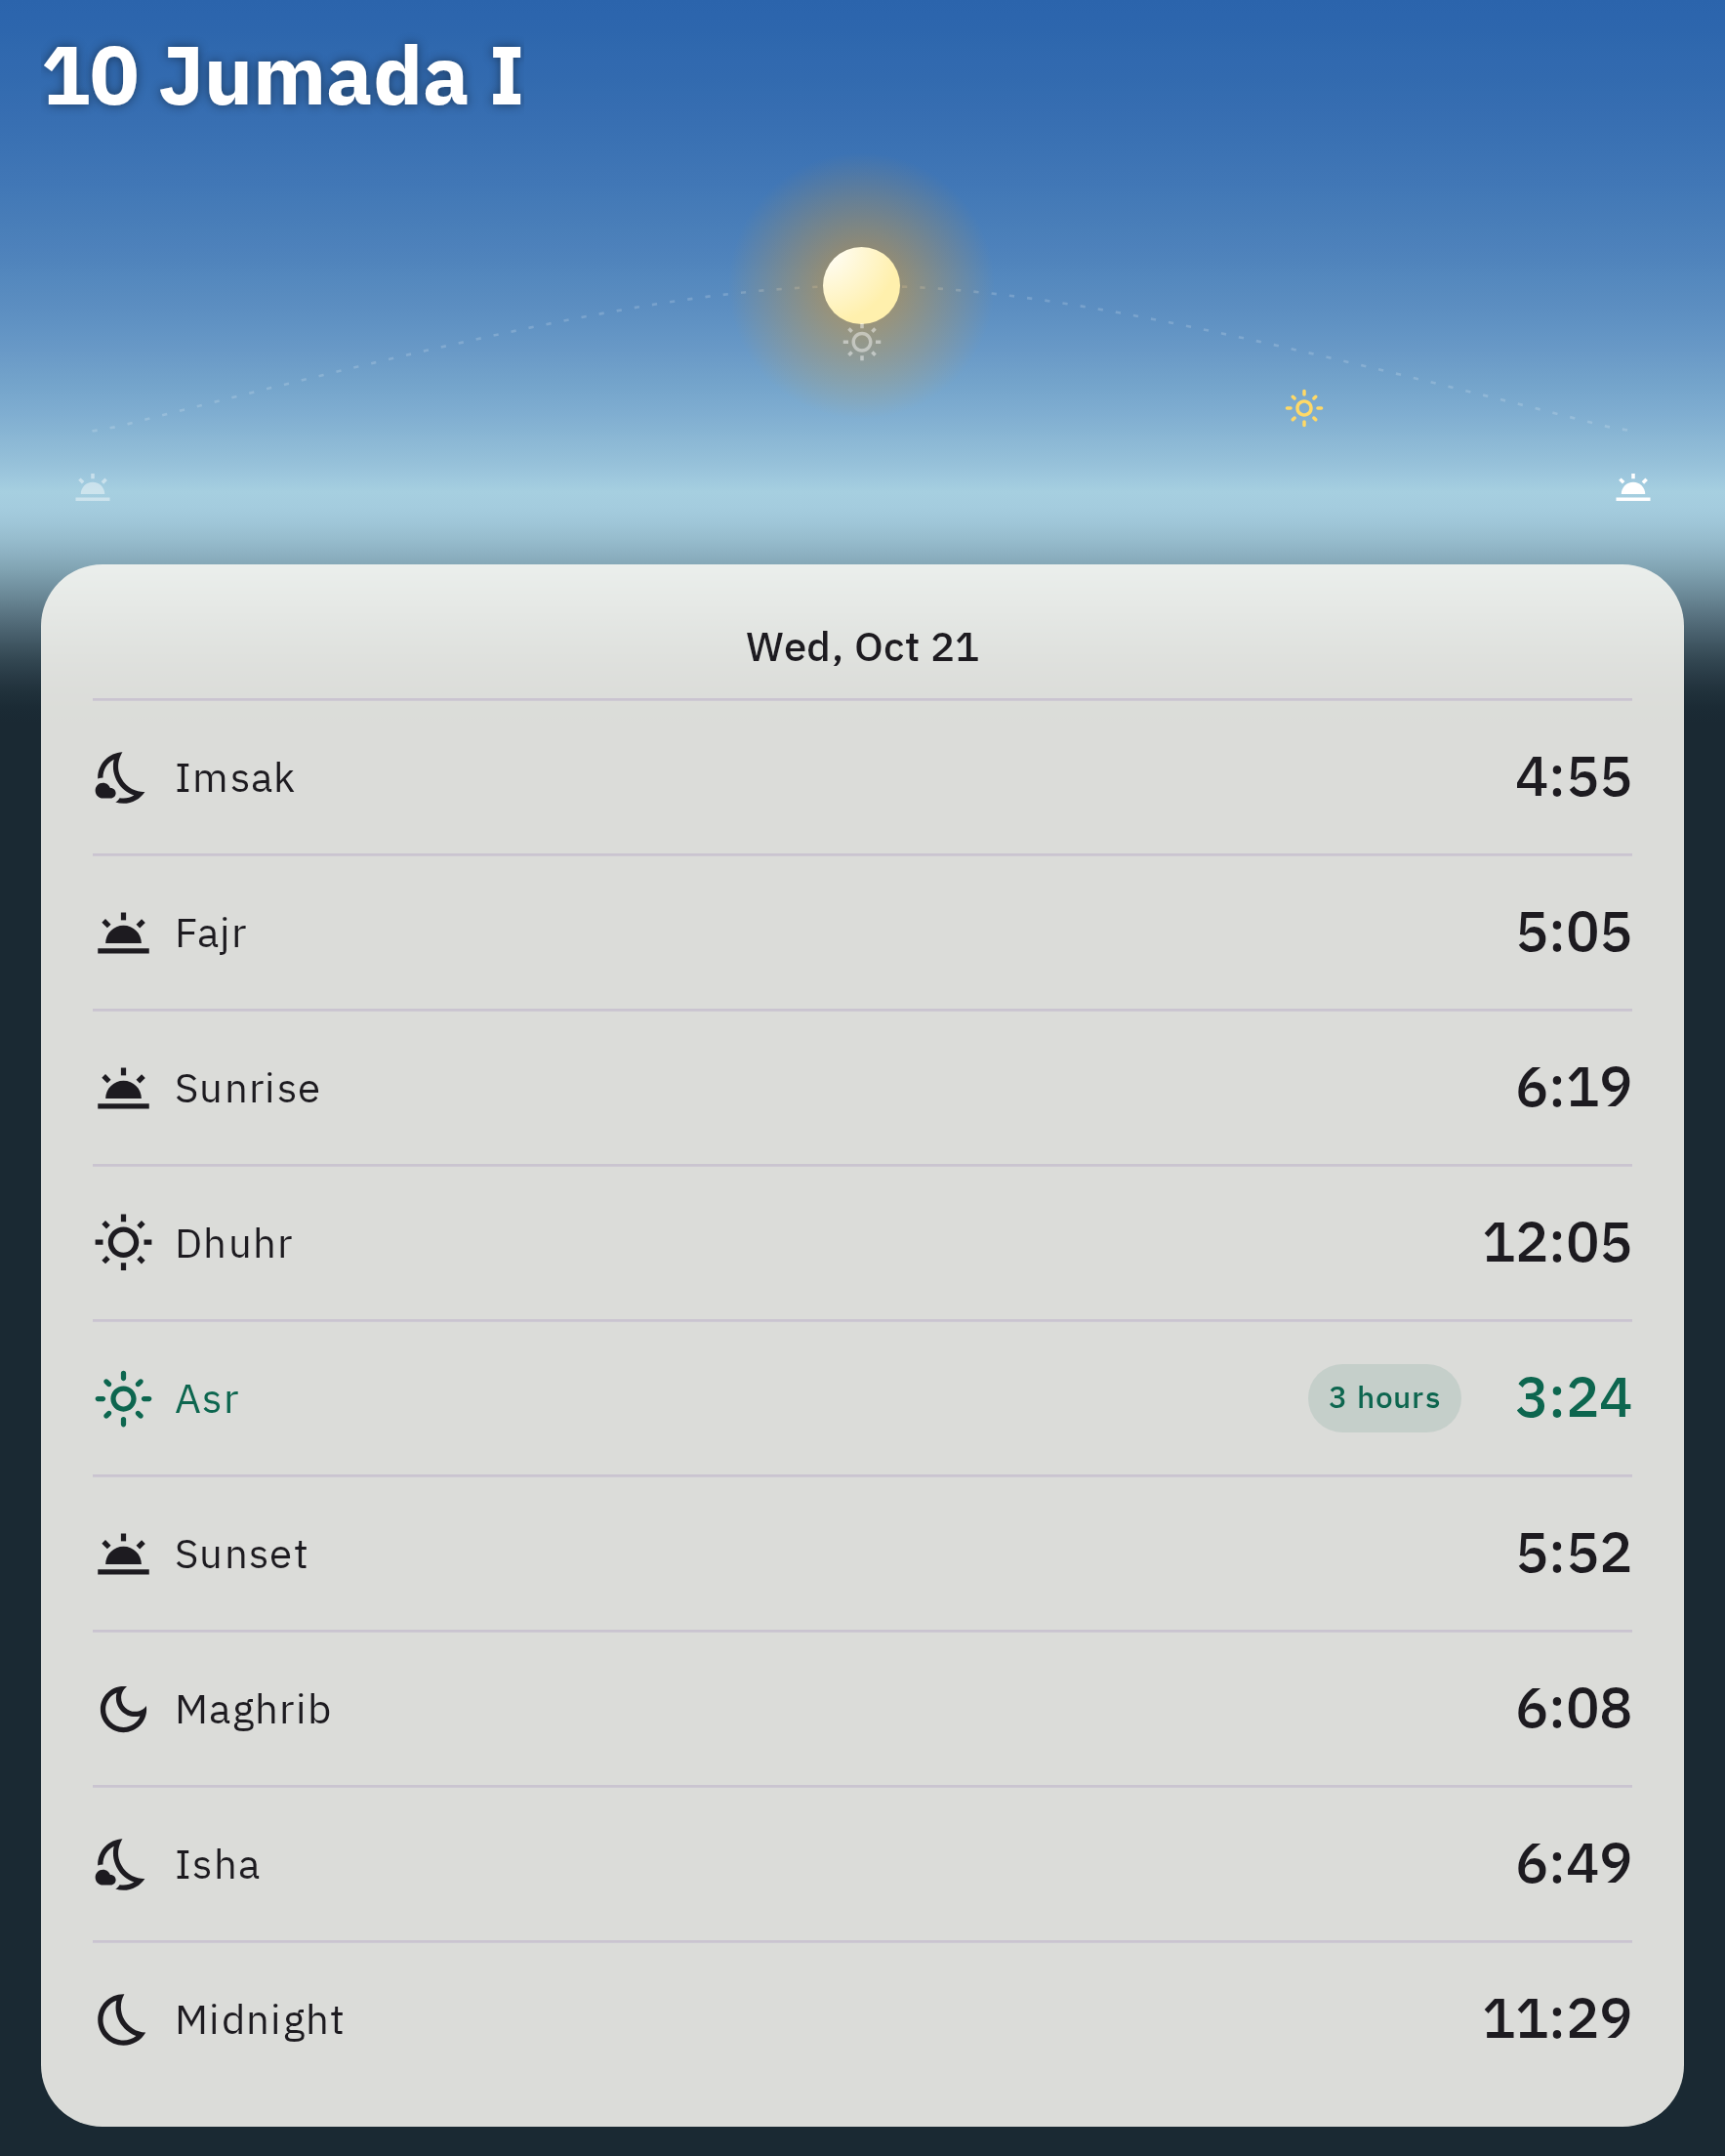 10 Jumada I
Wed, Oct 21
Imsak 4:55
Fajr 5:05
Sunrise 6:19
Dhuhr 12:05
Asr 3 hours 3:24
Sunset 5:52
Maghrib 6:08
Isha 6:49
Midnight 11:29